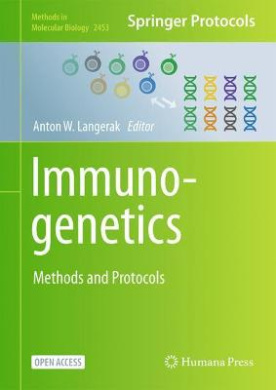 Methods in
Molecular Biology 2453
Springer Protocols
Anton W. Langerak Editor
Immuno-
genetics
Methods and Protocols
OPEN ACCESS
Humana Press